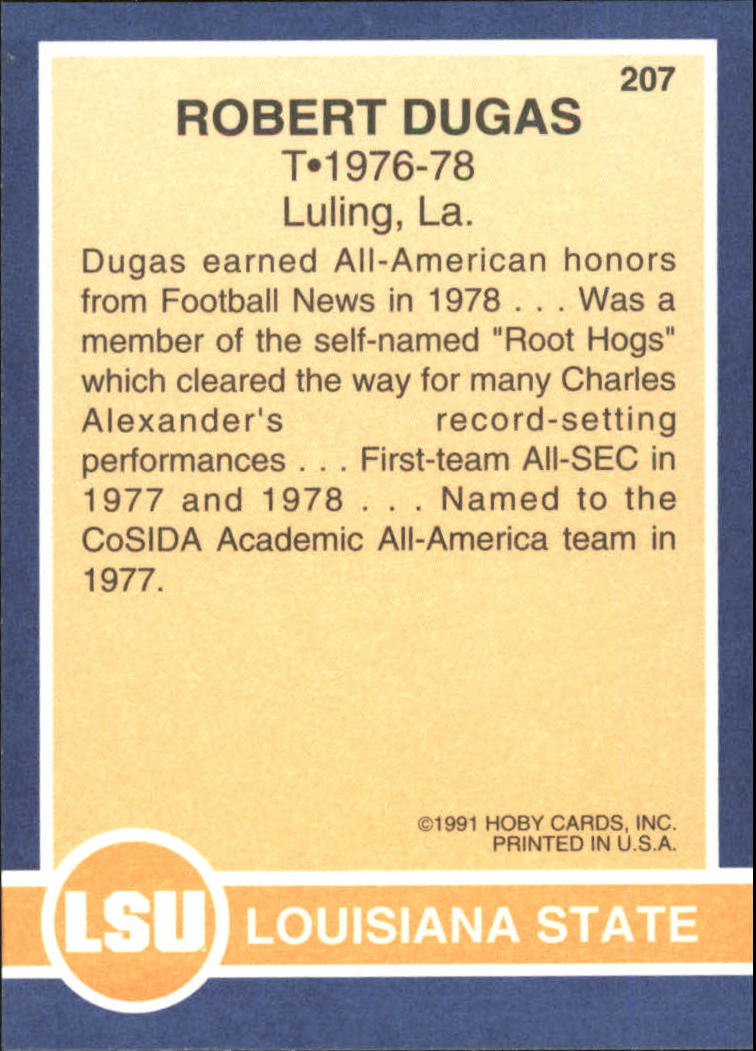 207
ROBERT DUGAS
T•1976-78
Luling, La.
Dugas earned All-American honors
from Football News in 1978 . . . Was a
member of the self-named "Root Hogs"
which cleared the way for many Charles
Alexander's record-setting
performances . . . First-team All-SEC in
1977 and 1978 . . . Named to the
CoSIDA Academic All-America team in
1977.
©1991 HOBY CARDS, INC.
PRINTED IN U.S.A.
LSU LOUISIANA STATE